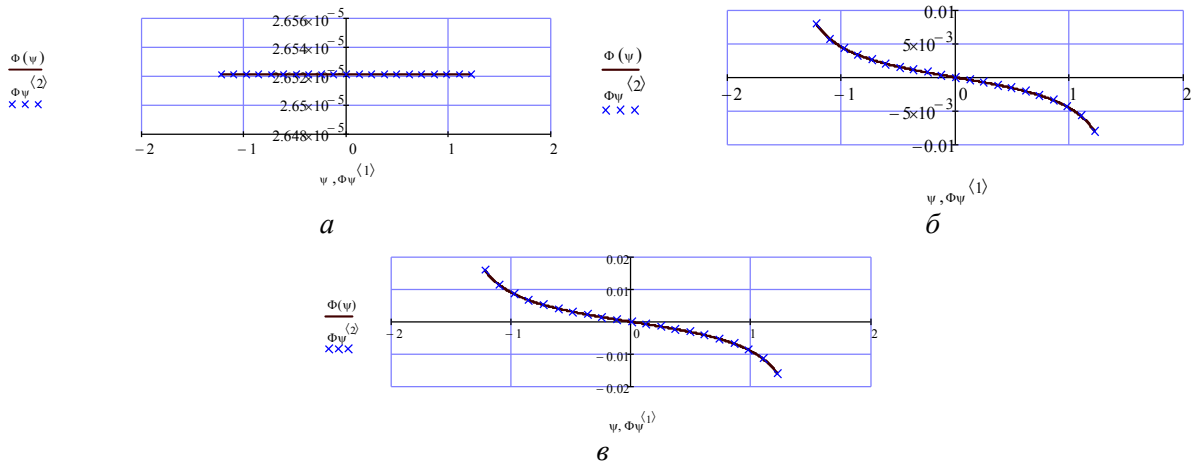 2.656×10⁻⁵
2.654×10⁻⁵
2.652×10⁻⁵
2.65×10⁻⁵
2.648×10⁻⁵
Φ(ψ)
Φψ⟨2⟩
×××
−2 −1 0 1 2
ψ , Φψ⟨1⟩
а
0.01
5×10⁻³
−5×10⁻³
−0.01
Φ(ψ)
Φψ⟨2⟩
×××
−2 −1 0 1 2
ψ , Φψ⟨1⟩
б
0.02
0.01
−0.01
−0.02
Φ(ψ)
Φψ⟨2⟩
×××
−2 −1 0 1 2
ψ, Φψ⟨1⟩
в